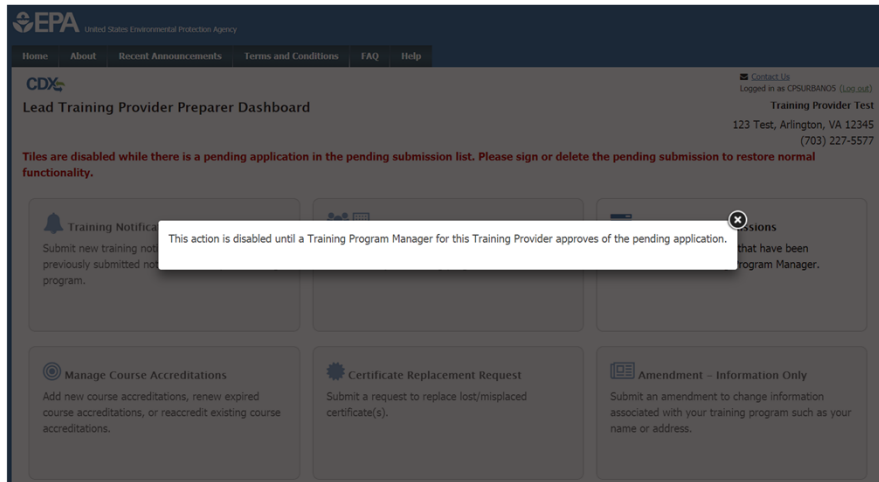 EPA United States Environmental Protection Agency
Home About Recent Announcements Terms and Conditions FAQ Help
CDX
Contact Us
Logged in as CPSURBANO5 (Log out)
Lead Training Provider Preparer Dashboard
Training Provider Test
123 Test, Arlington, VA 12345
(703) 227-5577
Tiles are disabled while there is a pending application in the pending submission list. Please sign or delete the pending submission to restore normal
functionality.
Training Notifica
Submit new training not
previously submitted not
program.
This action is disabled until a Training Program Manager for this Training Provider approves of the pending application.
ssions
that have been
rogram Manager.
Manage Course Accreditations
Add new course accreditations, renew expired
course accreditations, or reaccredit existing course
accreditations.
Certificate Replacement Request
Submit a request to replace lost/misplaced
certificate(s).
Amendment – Information Only
Submit an amendment to change information
associated with your training program such as your
name or address.